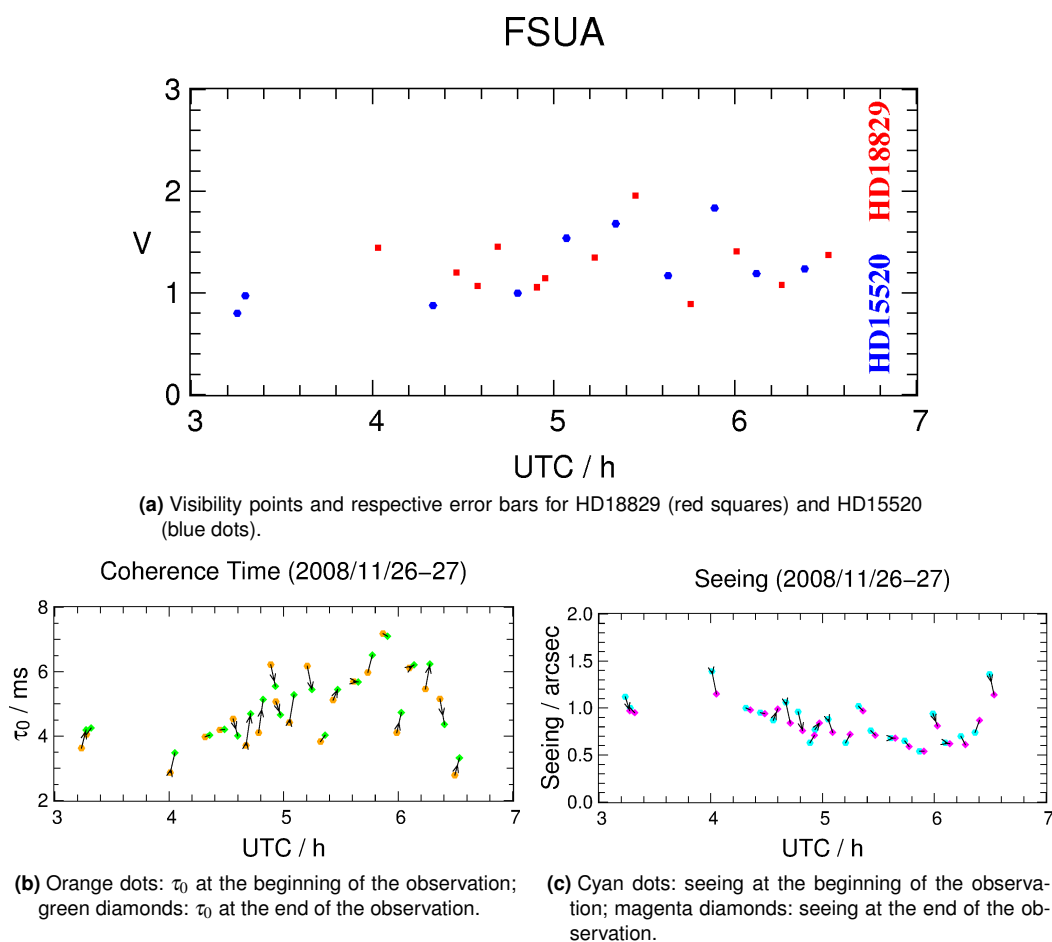 FSUA
3
2
1
0
V
3
4
5
6
7
UTC / h
HD18829
HD15520
(a) Visibility points and respective error bars for HD18829 (red squares) and HD15520
(blue dots).
Coherence Time (2008/11/26−27)
8
6
4
2
τ0 / ms
3
4
5
6
7
UTC / h
(b) Orange dots: τ0 at the beginning of the observation;
green diamonds: τ0 at the end of the observation.
Seeing (2008/11/26−27)
2.0
1.5
1.0
0.5
0.0
Seeing / arcsec
3
4
5
6
7
UTC / h
(c) Cyan dots: seeing at the beginning of the observa-
tion; magenta diamonds: seeing at the end of the ob-
servation.